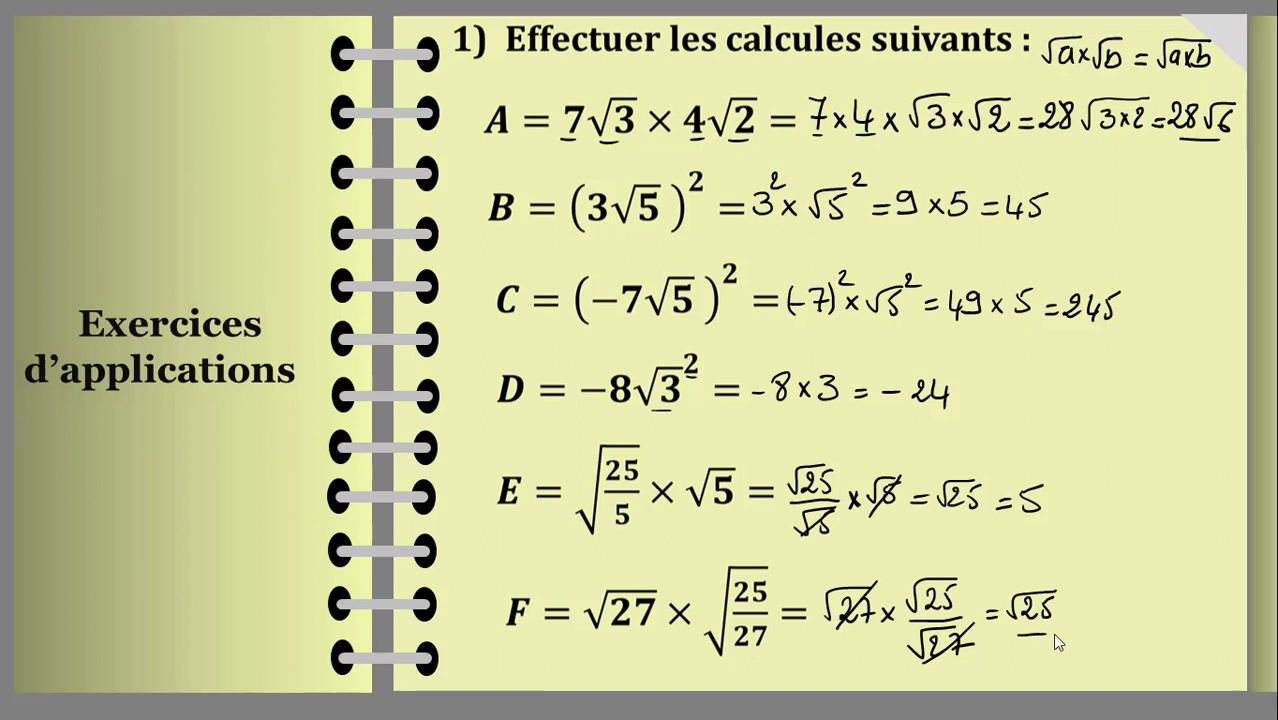 Exercices
d'applications
1) Effectuer les calcules suivants : √a×√b = √a×b
A = 7√3 × 4√2 = 7×4×√3×√2=28√3×2=28√6
B = (3√5)² = 3²×√5²=9×5=45
C = (−7√5)² = (-7)²×√5²=49×5=245
D = −8√3² = -8×3 = -24
E = √25/5 × √5 = √25/√5 ×√5 =√25 =5
F = √27 × √25/27 = √27 × √25/√27 =√25